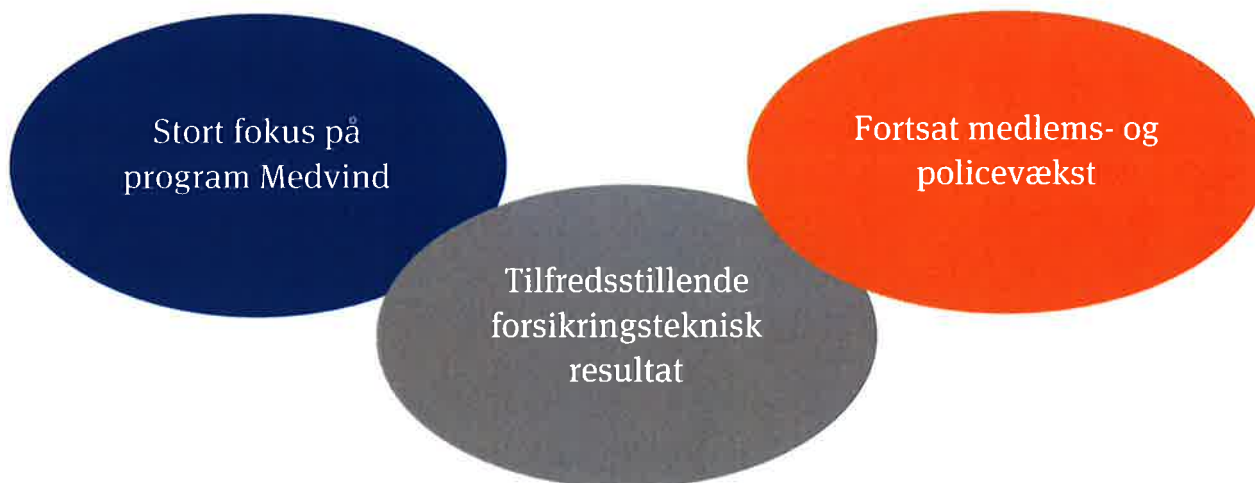 Stort fokus på
program Medvind
Fortsat medlems- og
policevækst
Tilfredsstillende
forsikringsteknisk
resultat